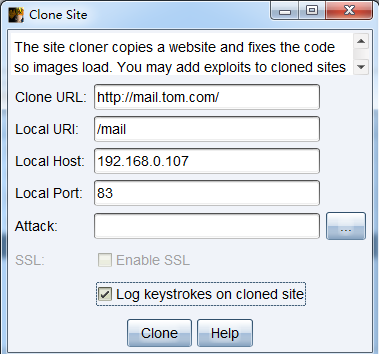 Clone Site
The site cloner copies a website and fixes the code
so images load. You may add exploits to cloned sites
Clone URL: http://mail.tom.com/
Local URI: /mail
Local Host: 192.168.0.107
Local Port: 83
Attack: ...
SSL: Enable SSL
Log keystrokes on cloned site
Clone Help